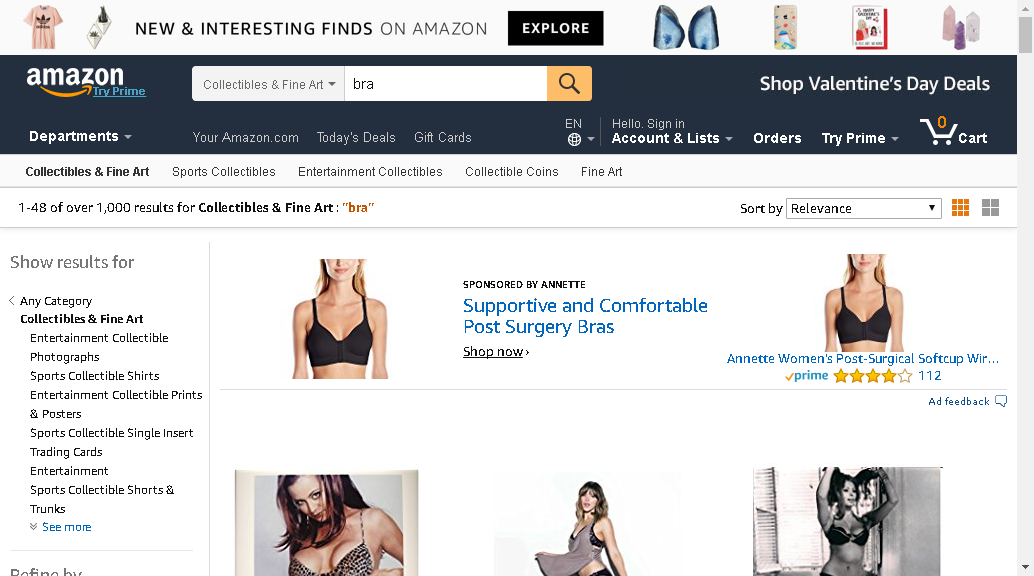 NEW & INTERESTING FINDS ON AMAZON EXPLORE
amazon
Try Prime
Collectibles & Fine Art
bra
Shop Valentine's Day Deals
Departments
Your Amazon.com
Today's Deals
Gift Cards
EN
Hello. Sign in
Account & Lists
Orders
Try Prime
0
Cart
Collectibles & Fine Art
Sports Collectibles
Entertainment Collectibles
Collectible Coins
Fine Art
1-48 of over 1,000 results for Collectibles & Fine Art : "bra"
Sort by Relevance
Show results for
Any Category
Collectibles & Fine Art
Entertainment Collectible
Photographs
Sports Collectible Shirts
Entertainment Collectible Prints
& Posters
Sports Collectible Single Insert
Trading Cards
Entertainment
Sports Collectible Shorts &
Trunks
See more
Refine by
SPONSORED BY ANNETTE
Supportive and Comfortable
Post Surgery Bras
Shop now ›
Annette Women's Post-Surgical Softcup Wir...
prime 112
Ad feedback